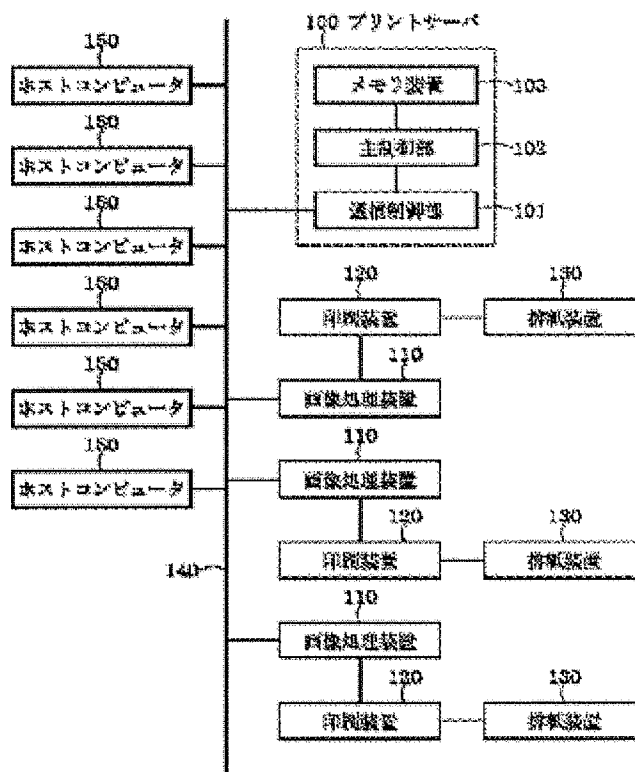 150
ホストコンピュータ
150
ホストコンピュータ
150
ホストコンピュータ
150
ホストコンピュータ
150
ホストコンピュータ
150
ホストコンピュータ
140
100 プリントサーバ
メモリ装置
103
主制御部
102
通信制御部
101
120
印刷装置
130
排紙装置
110
画像処理装置
110
画像処理装置
120
印刷装置
130
排紙装置
110
画像処理装置
120
印刷装置
130
排紙装置